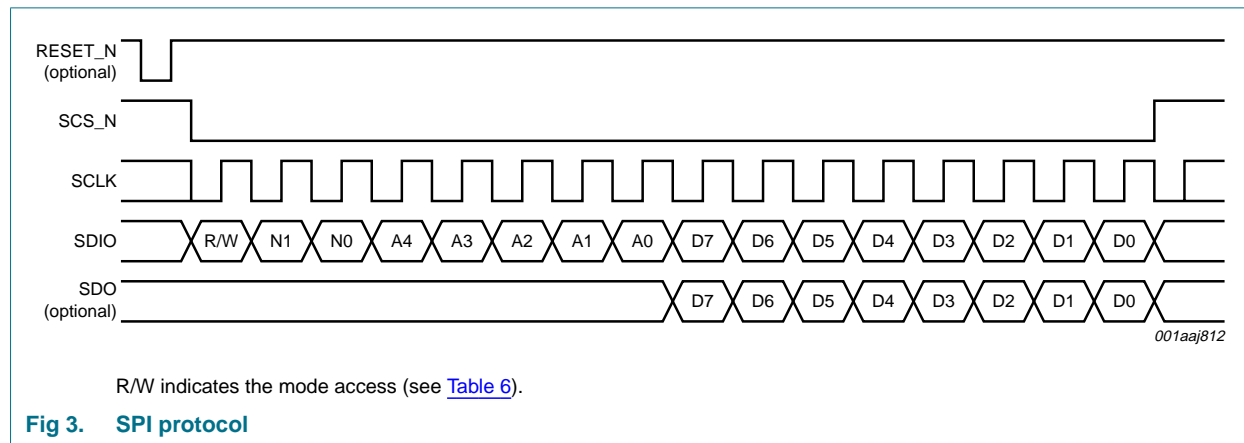 RESET_N
(optional)
SCS_N
SCLK
SDIO R/W N1 N0 A4 A3 A2 A1 A0 D7 D6 D5 D4 D3 D2 D1 D0
SDO
(optional) D7 D6 D5 D4 D3 D2 D1 D0
001aaj812
R/W indicates the mode access (see Table 6).
Fig 3. SPI protocol